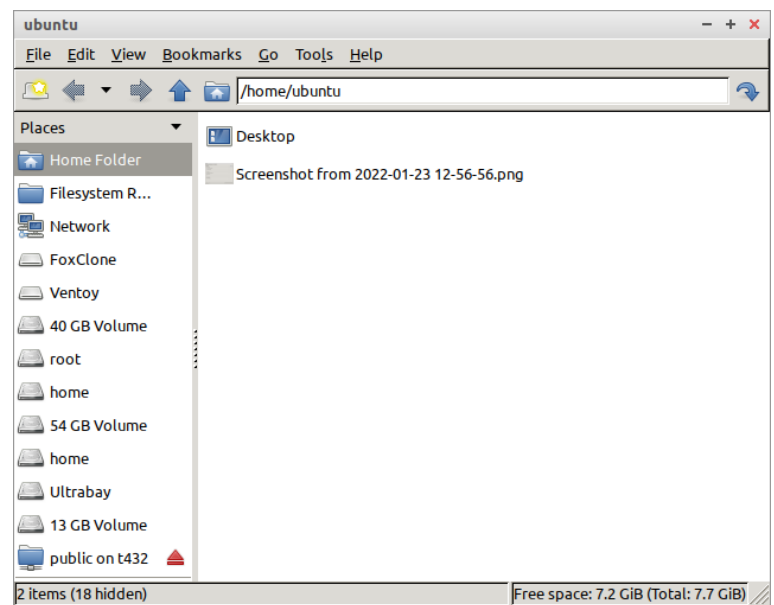 ubuntu
File Edit View Bookmarks Go Tools Help
/home/ubuntu
Places
Home Folder
Filesystem R...
Network
FoxClone
Ventoy
40 GB Volume
root
home
54 GB Volume
home
Ultrabay
13 GB Volume
public on t432
Desktop
Screenshot from 2022-01-23 12-56-56.png
2 items (18 hidden)
Free space: 7.2 GiB (Total: 7.7 GiB)